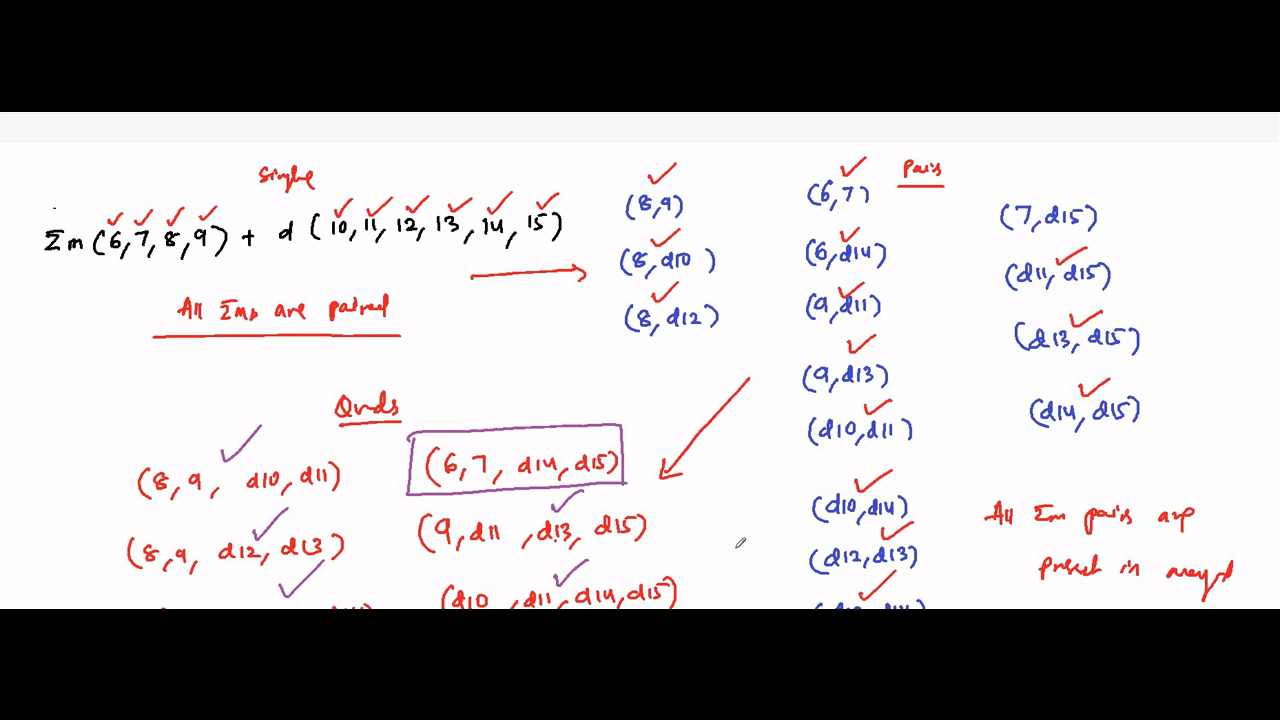 Single
Σm (6, 7, 8, 9) + d (10, 11, 12, 13, 14, 15)
All Σms are paired
(8,9)
(8, d10 )
(8, d12)
Pairs
(6,7)
(6, d14)
(9, d11)
(9, d13)
(d10, d11)
(d10, d14)
(d12, d13)
(7, d15)
(d11, d15)
(d13, d15)
(d14, d15)
All Σm pairs are
present in
Quads
(8, 9, d10, d11)
(8, 9, d12, d13)
(6, 7, d14, d15)
(9, d11, d13, d15)
(d10, d11, d14, d15)